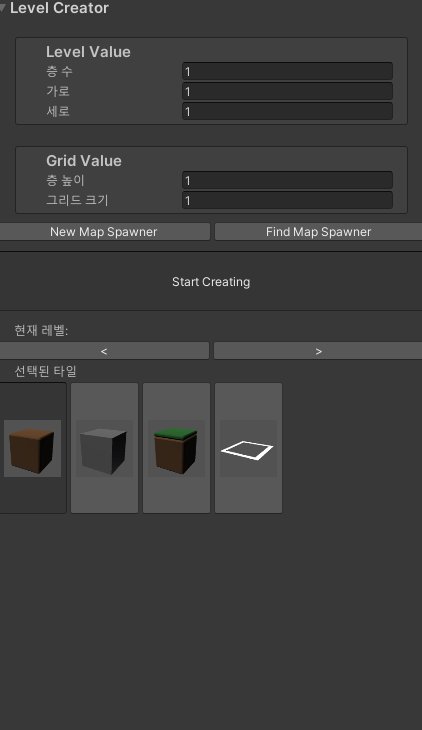 Level Creator
Level Value
층 수 1
가로 1
세로 1
Grid Value
층 높이 1
그리드 크기 1
New Map Spawner Find Map Spawner
Start Creating
현재 레벨:
< >
선택된 타일